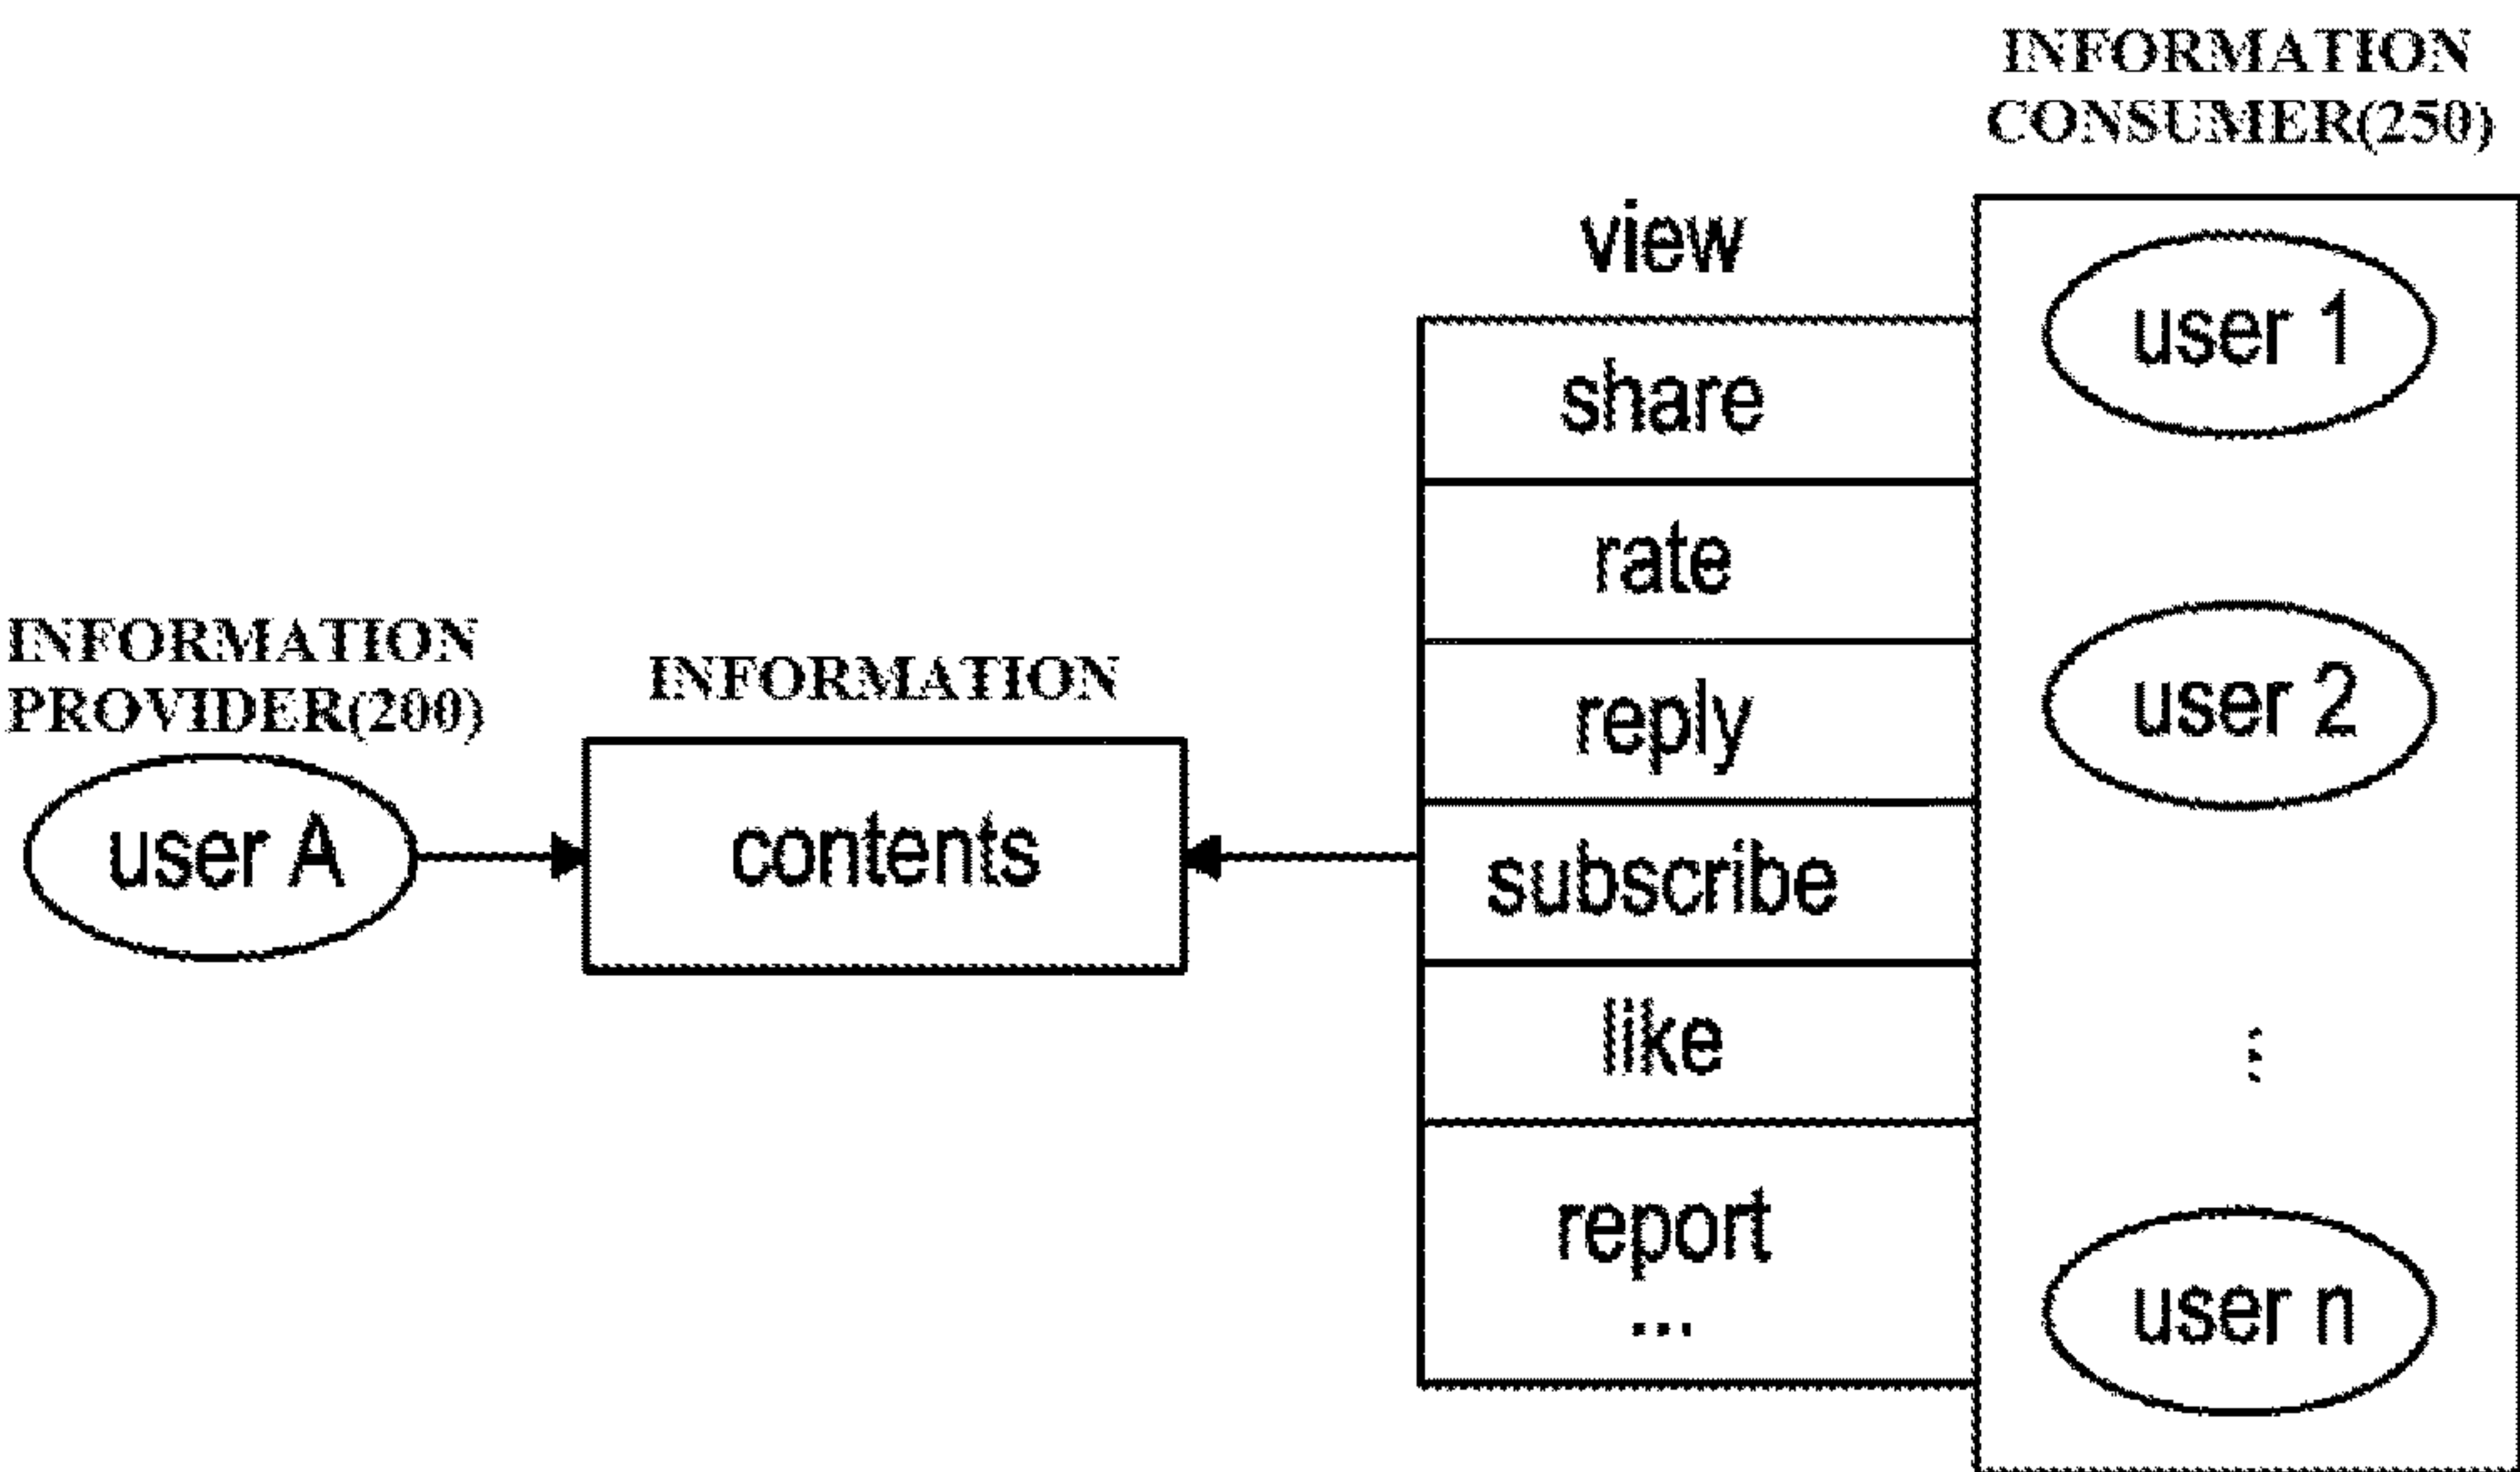 INFORMATION
PROVIDER(200)
user A
INFORMATION
contents
view
share
rate
reply
subscribe
like
report
...
INFORMATION
CONSUMER(250)
user 1
user 2
⋮
user n